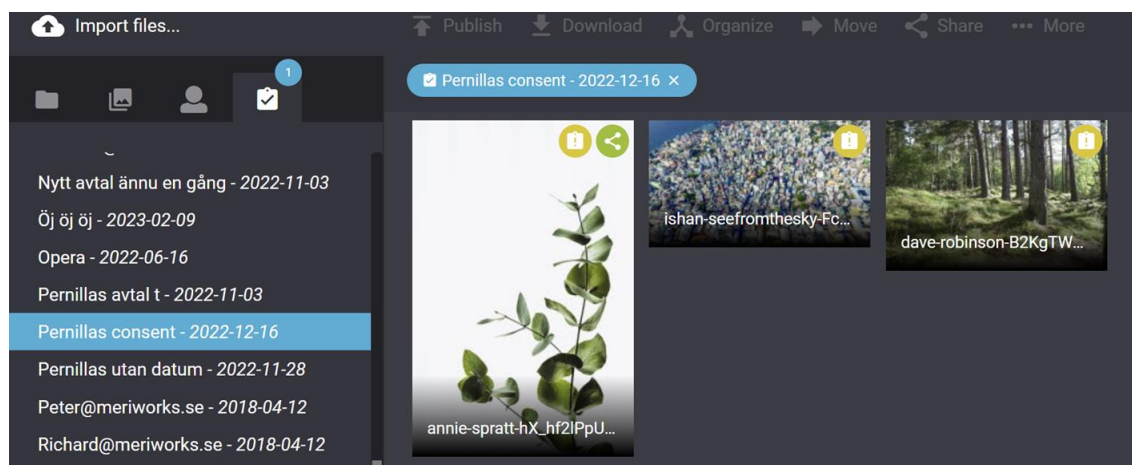 Import files...
Publish
Download
Organize
Move
Share
More
1
Pernillas consent - 2022-12-16 ×
Nytt avtal ännu en gång - 2022-11-03
Öj öj öj - 2023-02-09
Opera - 2022-06-16
Pernillas avtal t - 2022-11-03
Pernillas consent - 2022-12-16
Pernillas utan datum - 2022-11-28
Peter@meriworks.se - 2018-04-12
Richard@meriworks.se - 2018-04-12
annie-spratt-hX_hf2lPpU...
ishan-seefromthesky-Fc...
dave-robinson-B2KgTW...